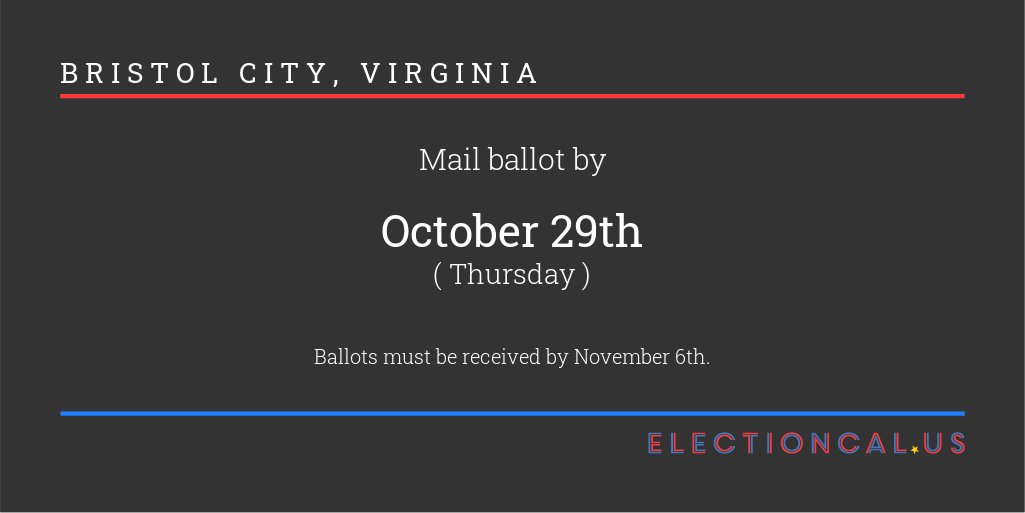 BRISTOL CITY, VIRGINIA
Mail ballot by
October 29th
( Thursday )
Ballots must be received by November 6th.
ELECTIONCAL.US